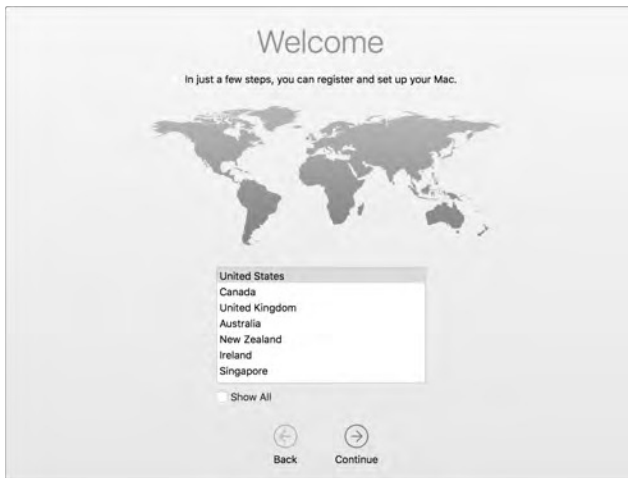 Welcome
In just a few steps, you can register and set up your Mac.
United States
Canada
United Kingdom
Australia
New Zealand
Ireland
Singapore
Show All
Back Continue